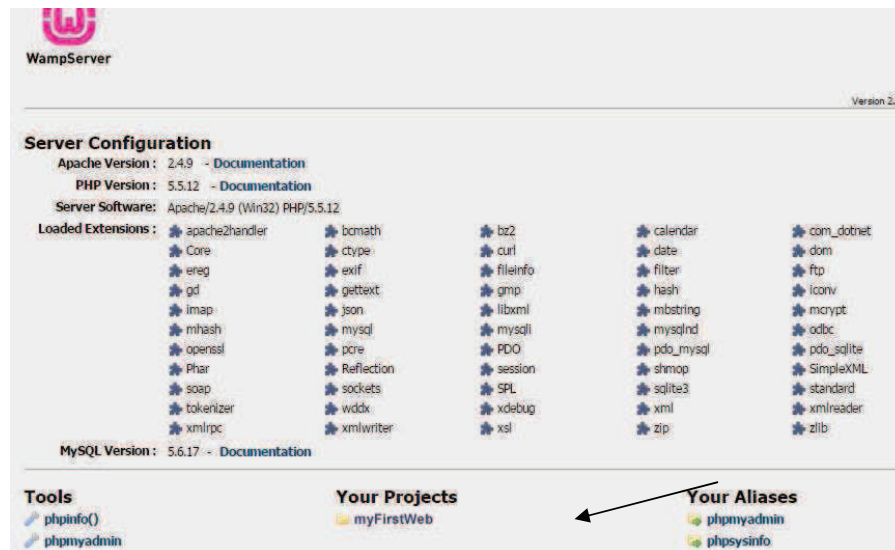 WampServer
Version 2.
Server Configuration
Apache Version : 2.4.9 - Documentation
PHP Version : 5.5.12 - Documentation
Server Software: Apache/2.4.9 (Win32) PHP/5.5.12
Loaded Extensions : apache2handler bcmath bz2 calendar com_dotnet
Core ctype curl date dom
ereg exif fileinfo filter ftp
gd gettext gmp hash iconv
imap json libxml mbstring mcrypt
mhash mysql mysqli mysqlnd odbc
openssl pcre PDO pdo_mysql pdo_sqlite
Phar Reflection session shmop SimpleXML
soap sockets SPL sqlite3 standard
tokenizer wddx xdebug xml xmlreader
xmlrpc xmlwriter xsl zip zlib
MySQL Version : 5.6.17 - Documentation
Tools Your Projects Your Aliases
phpinfo() myFirstWeb phpmyadmin
phpmyadmin phpsysinfo